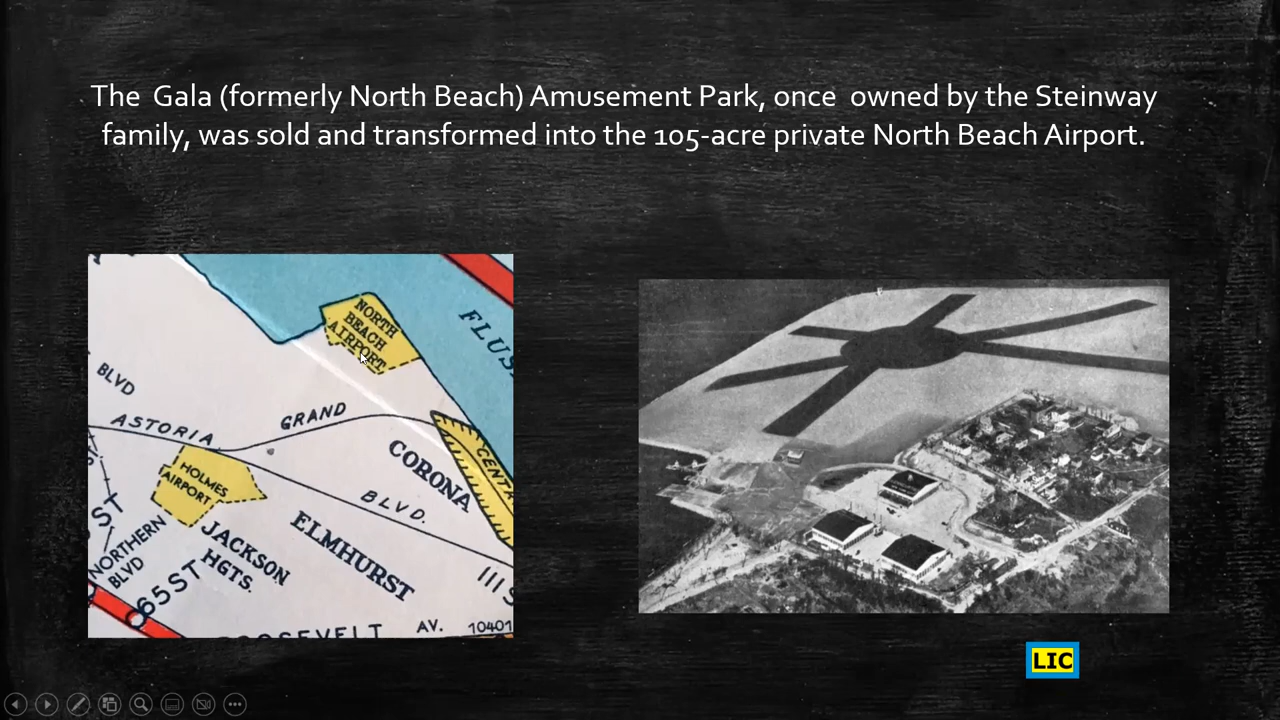 The  Gala (formerly North Beach) Amusement Park, once  owned by the Steinway
family, was sold and transformed into the 105-acre private North Beach Airport.
NORTH
BEACH
AIRPORT
BLVD
ASTORIA
GRAND
HOLMES
AIRPORT
CORONA
BLVD.
ST
JACKSON
HGTS.
ELMHURST
NORTHERN
BLVD
65 ST
AV.
10401
LIC